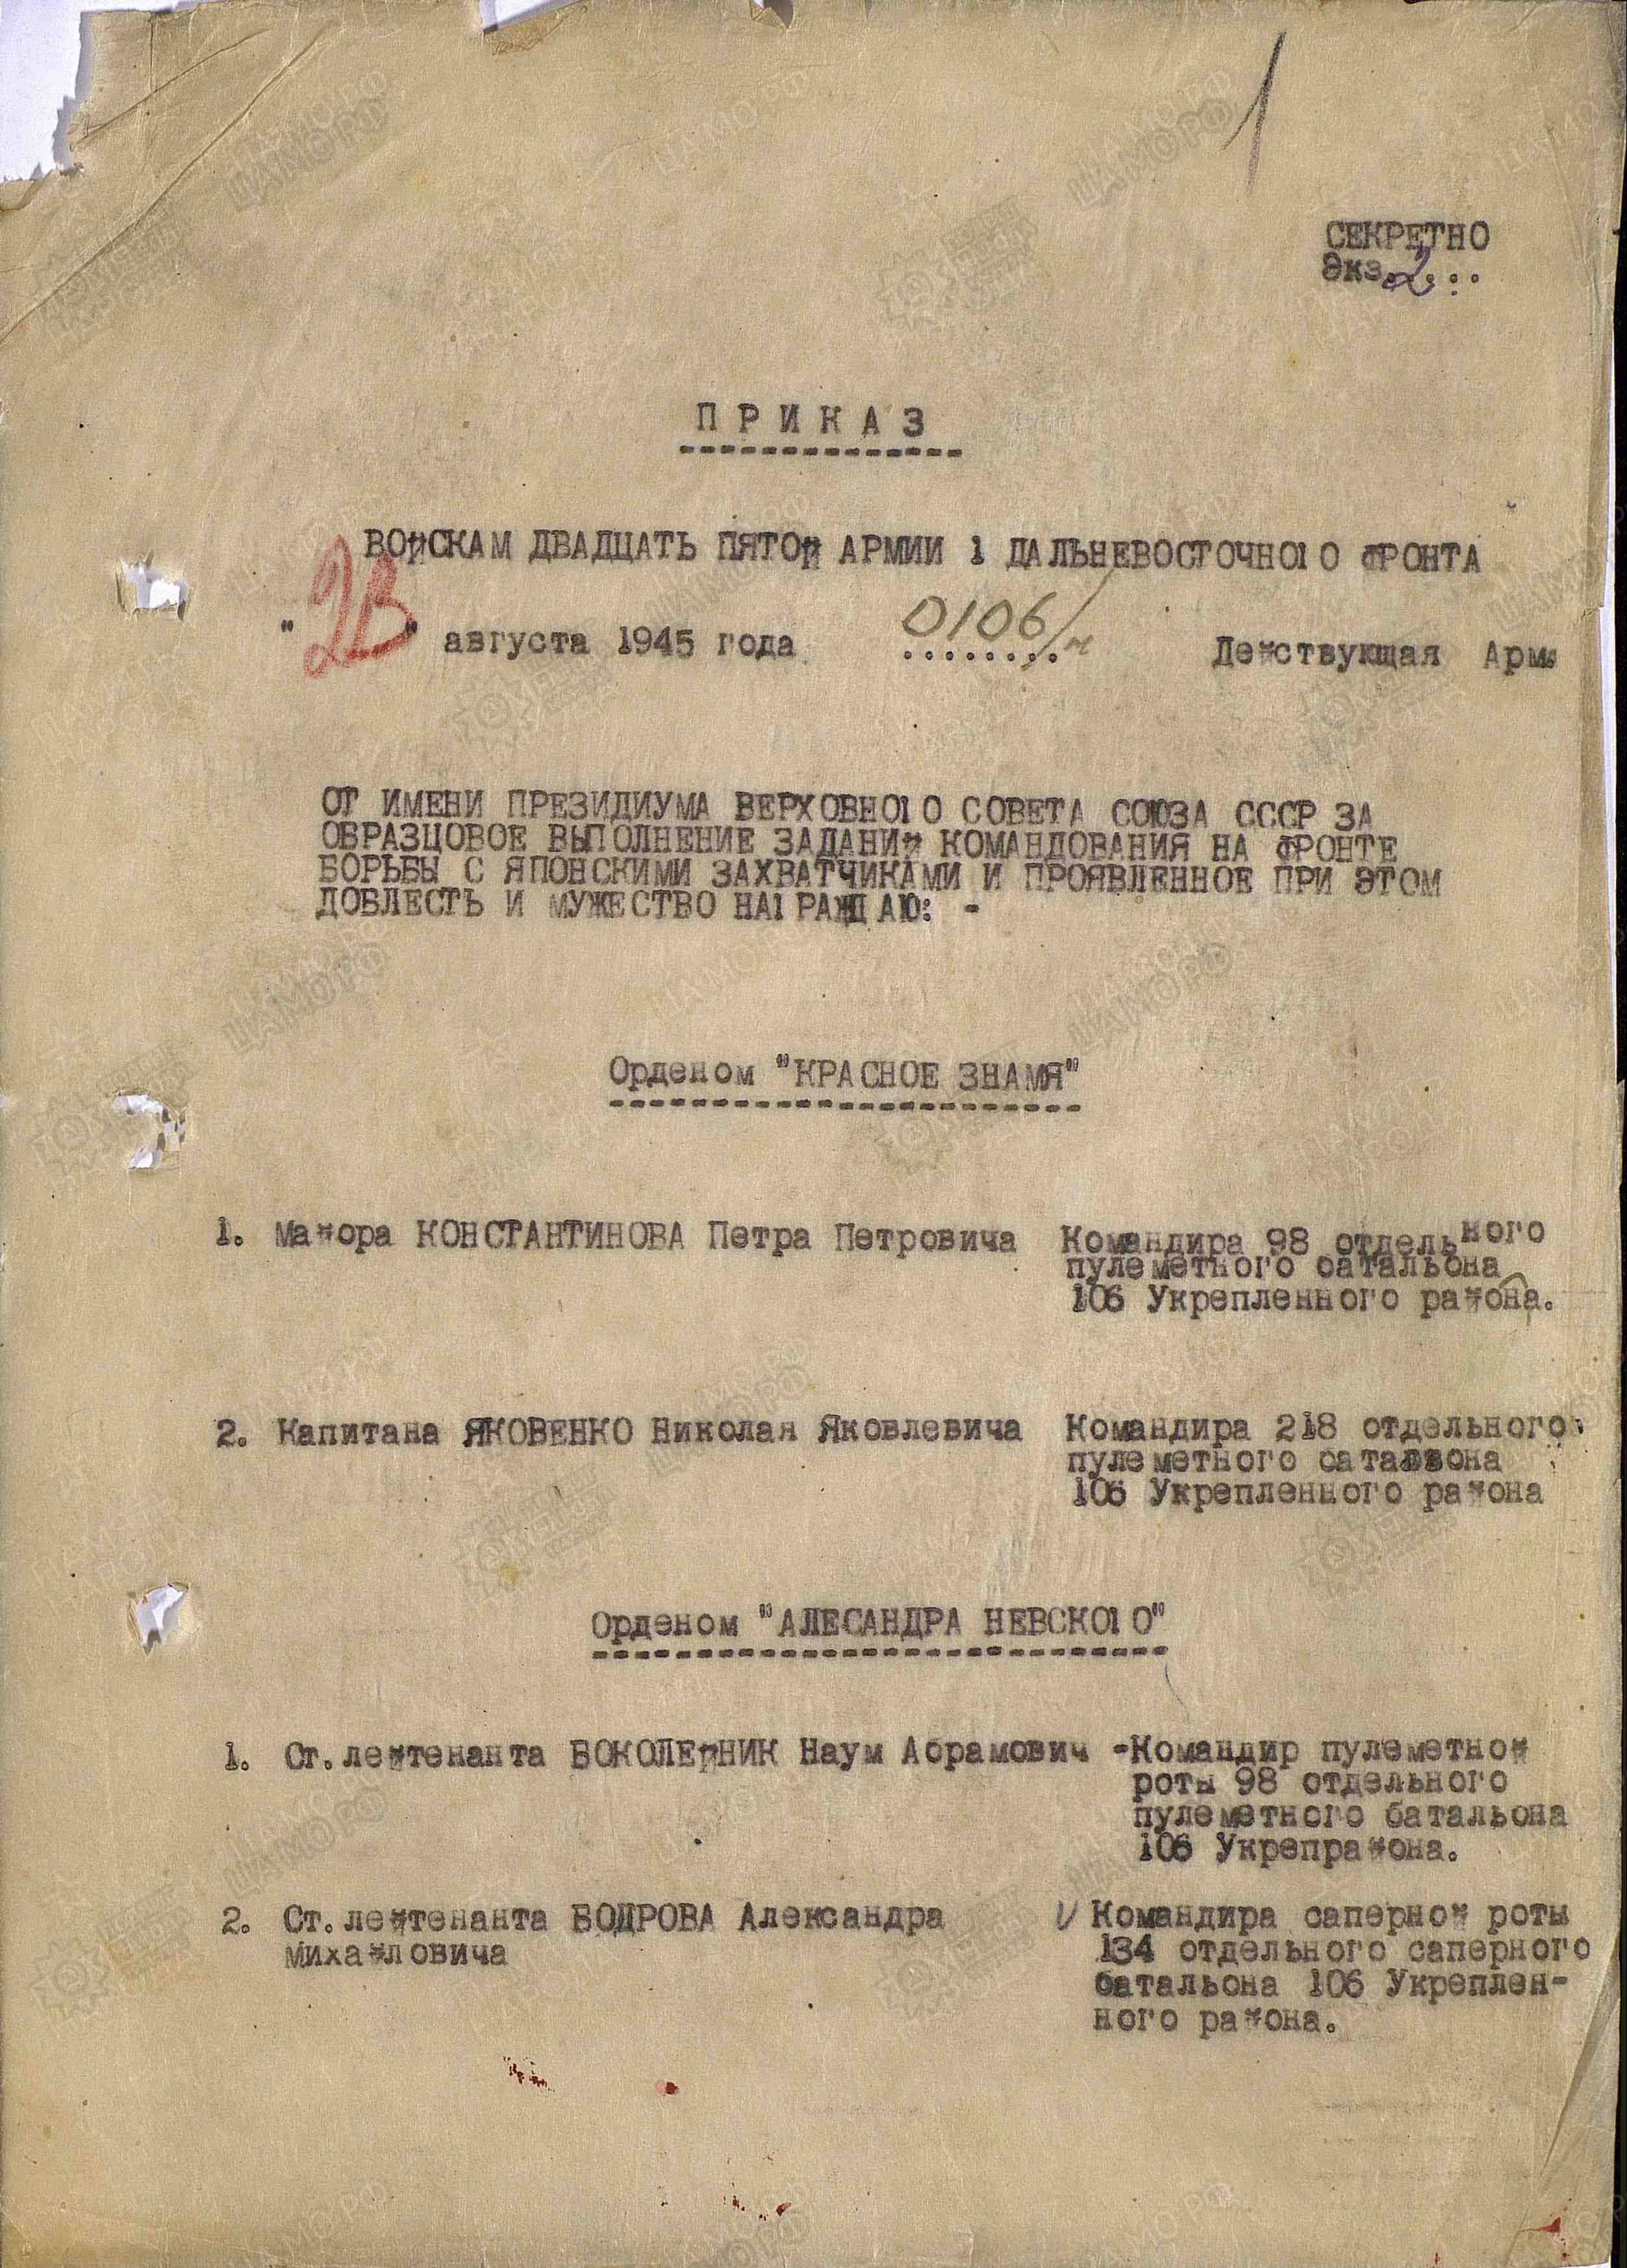 1
СЕКРЕТНО
Экз.2...
ПРИКАЗ
ВОЙСКАМ ДВАДЦАТЬ ПЯТОЙ АРМИИ 1 ДАЛЬНЕВОСТОЧНОГО ФРОНТА
"28" августа 1945 года 0106/н Действующая Арм.
ОТ ИМЕНИ ПРЕЗИДИУМА ВЕРХОВНОГО СОВЕТА СОЮЗА СССР ЗА
ОБРАЗЦОВОЕ ВЫПОЛНЕНИЕ ЗАДАНИЙ КОМАНДОВАНИЯ НА ФРОНТЕ
БОРЬБЫ С ЯПОНСКИМИ ЗАХВАТЧИКАМИ И ПРОЯВЛЕННОЕ ПРИ ЭТОМ
ДОБЛЕСТЬ И МУЖЕСТВО НАГРАЖДАЮ: -
Орденом "КРАСНОЕ ЗНАМЯ"
1. Майора КОНСТАНТИНОВА Петра Петровича Командира 98 отдельного
пулеметного батальона
106 Укрепленного района.
2. Капитана ЯКОВЕНКО Николая Яковлевича Командира 218 отдельного
пулеметного батальона
106 Укрепленного района
Орденом "АЛЕСАНДРА НЕВСКОГО"
1. Ст.лейтенанта БОКОЛЕЙНИК Наум Абрамович -Командир пулеметной
роты 98 отдельного
пулеметного батальона
106 Укрепрайона.
2. Ст.лейтенанта БОДРОВА Александра Командира саперной роты
Михайловича 134 отдельного саперного
батальона 106 Укреплен-
ного района.